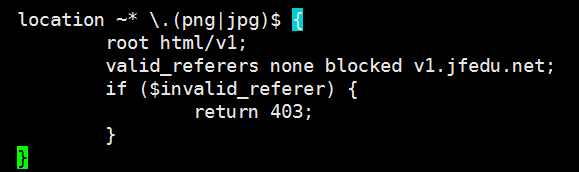 location ~* \.(png|jpg)$ {
root html/v1;
valid_referers none blocked v1.jfedu.net;
if ($invalid_referer) {
return 403;
}
}